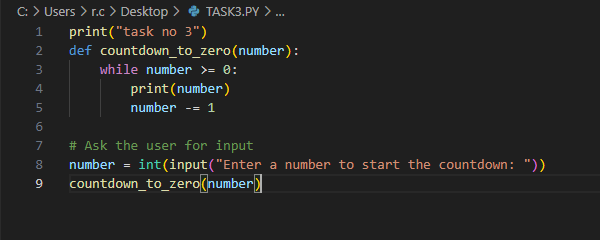 C: > Users > r.c > Desktop > TASK3.PY > ...
1 print("task no 3")
2 def countdown_to_zero(number):
3     while number >= 0:
4         print(number)
5         number -= 1
6
7 # Ask the user for input
8 number = int(input("Enter a number to start the countdown: "))
9 countdown_to_zero(number)